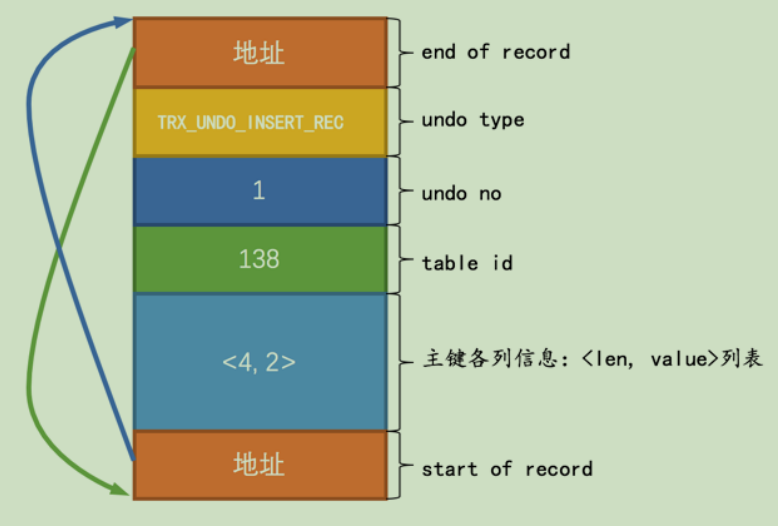 地址 end of record
TRX_UNDO_INSERT_REC undo type
1 undo no
138 table id
<4, 2> 主键各列信息: <len, value>列表
地址 start of record